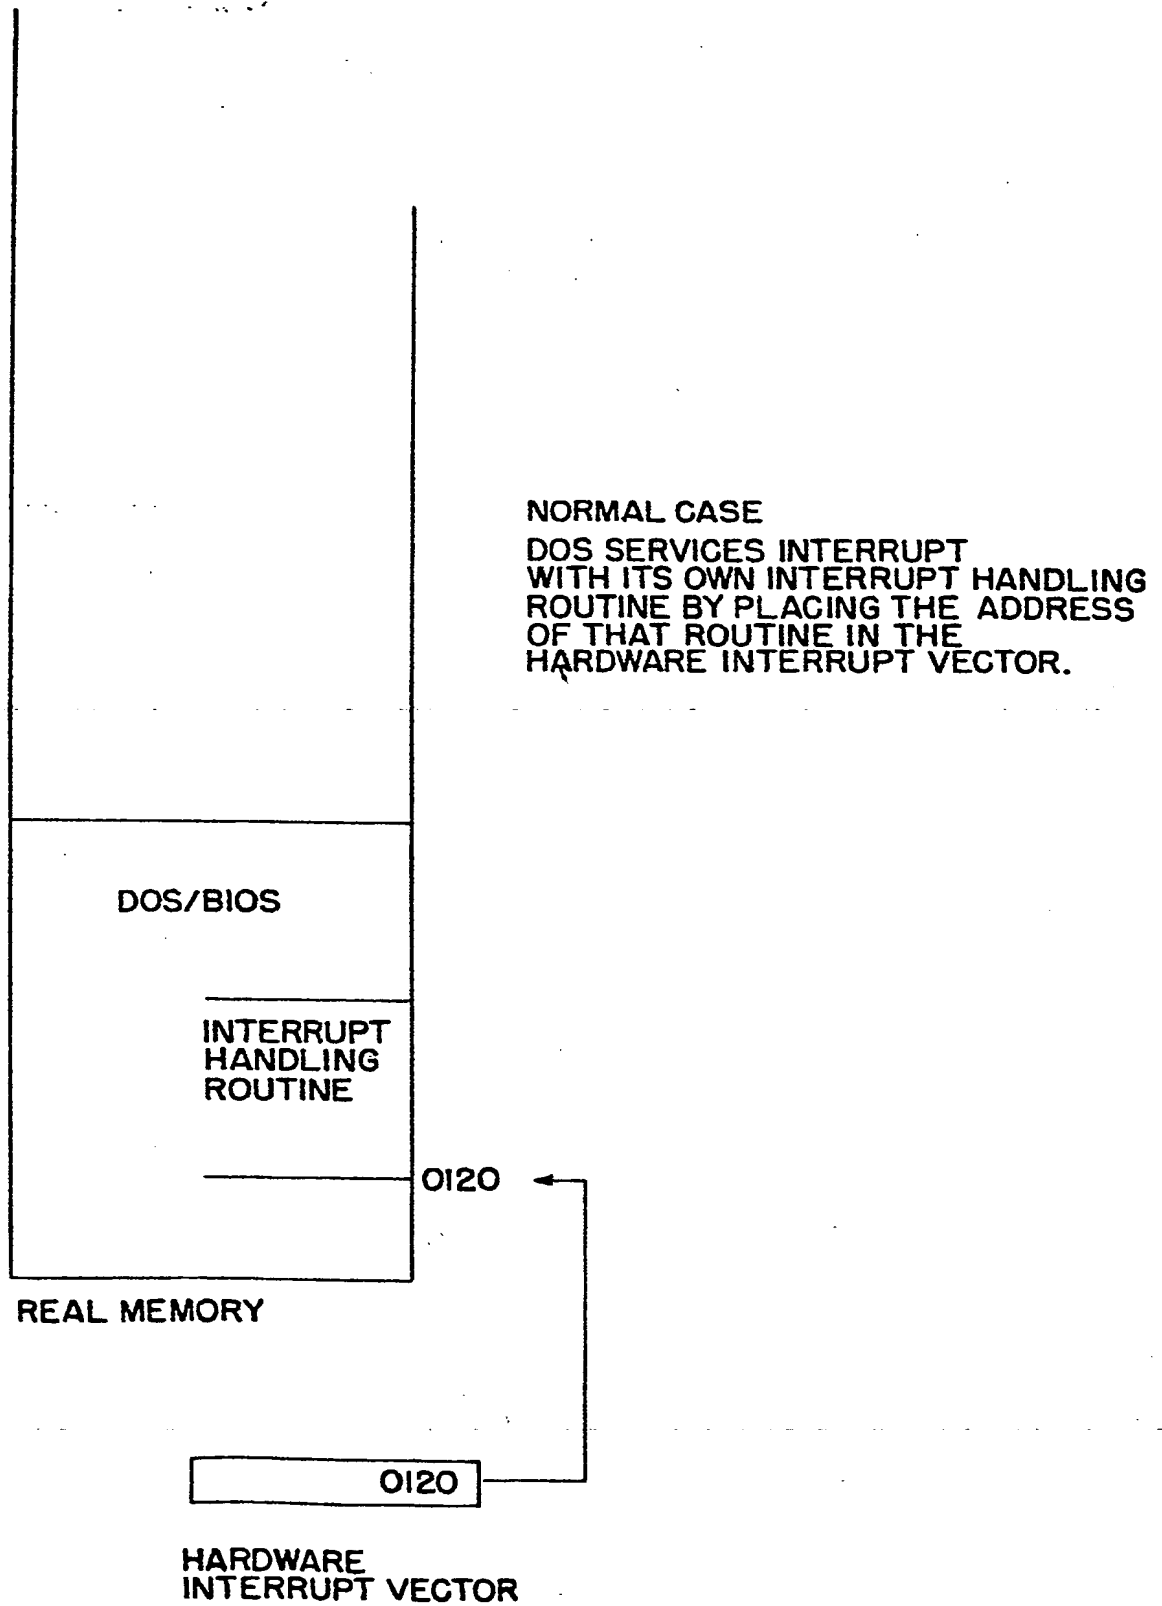 NORMAL CASE
DOS SERVICES INTERRUPT
WITH ITS OWN INTERRUPT HANDLING
ROUTINE BY PLACING THE ADDRESS
OF THAT ROUTINE IN THE
HARDWARE INTERRUPT VECTOR.
DOS/BIOS
INTERRUPT
HANDLING
ROUTINE
0120
REAL MEMORY
0120
HARDWARE
INTERRUPT VECTOR